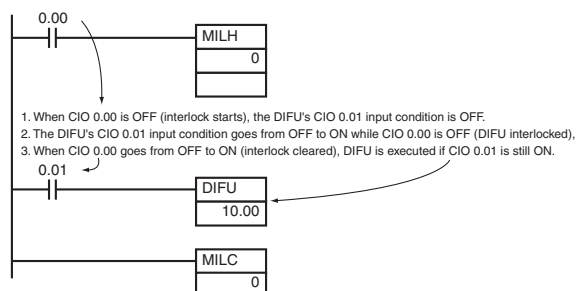 0.00
MILH
0
1. When CIO 0.00 is OFF (interlock starts), the DIFU's CIO 0.01 input condition is OFF.
2. The DIFU's CIO 0.01 input condition goes from OFF to ON while CIO 0.00 is OFF (DIFU interlocked),
3. When CIO 0.00 goes from OFF to ON (interlock cleared), DIFU is executed if CIO 0.01 is still ON.
0.01
DIFU
10.00
MILC
0